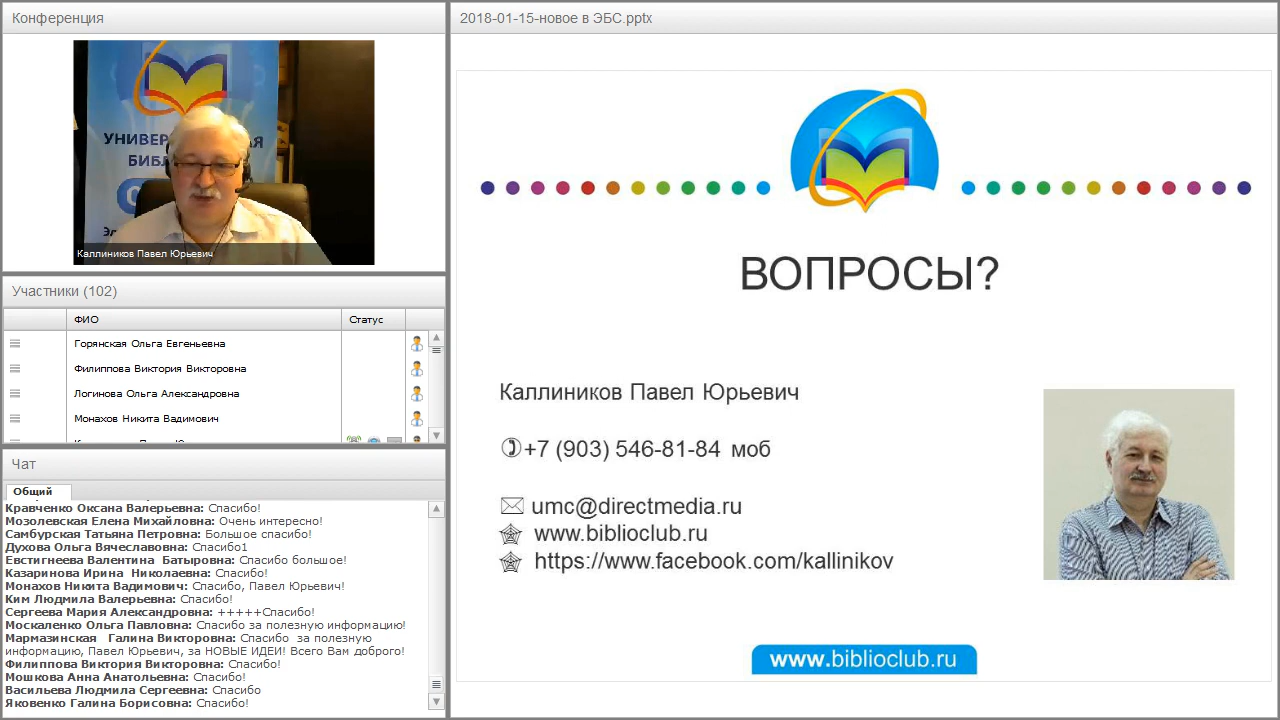 Конференция
УНИВЕР
АЯ
Каллиников Павел Юрьевич
Участники (102)
ФИО
Статус
Горянская Ольга Евгеньевна
Филиппова Виктория Викторовна
Логинова Ольга Александровна
Монахов Никита Вадимович
Чат
Общий
Кравченко Оксана Валерьевна: Спасибо!
Мозолевская Елена Михайловна: Очень интересно!
Самбурская Татьяна Петровна: Большое спасибо!
Духова Ольга Вячеславовна: Спасибо1
Евстигнеева Валентина Батыровна: Спасибо большое!
Казаринова Ирина Николаевна: Спасибо!
Монахов Никита Вадимович: Спасибо, Павел Юрьевич!
Ким Людмила Валерьевна: Спасибо!
Сергеева Мария Александровна: +++++Спасибо!
Москаленко Ольга Павловна: Спасибо за полезную информацию!
Мармазинская Галина Викторовна: Спасибо за полезную
информацию, Павел Юрьевич, за НОВЫЕ ИДЕИ! Всего Вам доброго!
Филиппова Виктория Викторовна: Спасибо!
Мошкова Анна Анатольевна: Спасибо!
Васильева Людмила Сергеевна: Спасибо
Яковенко Галина Борисовна: Спасибо!
2018-01-15-новое в ЭБС.pptx
ВОПРОСЫ?
Каллиников Павел Юрьевич
+7 (903) 546-81-84 моб
umc@directmedia.ru
www.biblioclub.ru
https://www.facebook.com/kallinikov
www.biblioclub.ru